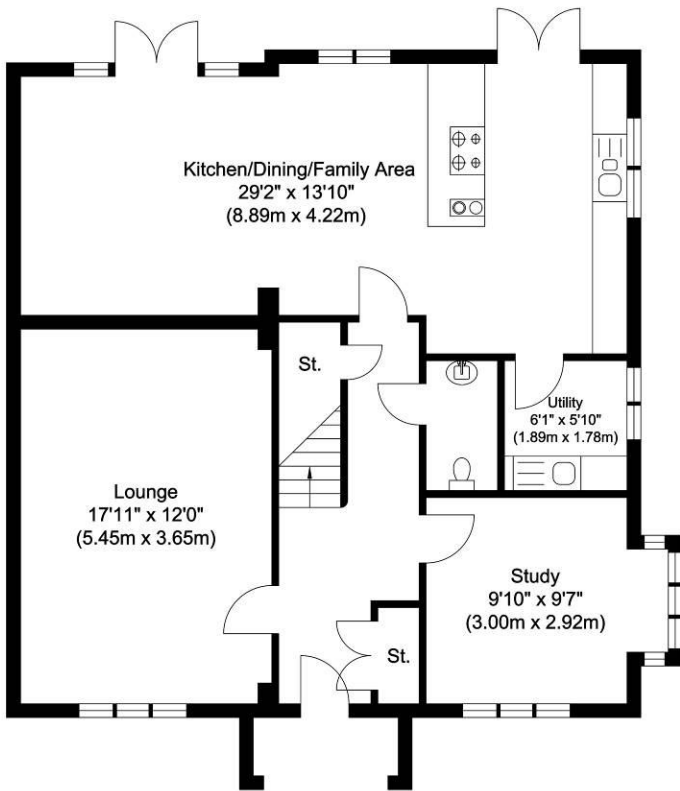 Kitchen/Dining/Family Area
29'2" x 13'10"
(8.89m x 4.22m)
St.
Utility
6'1" x 5'10"
(1.89m x 1.78m)
Lounge
17'11" x 12'0"
(5.45m x 3.65m)
Study
9'10" x 9'7"
(3.00m x 2.92m)
St.